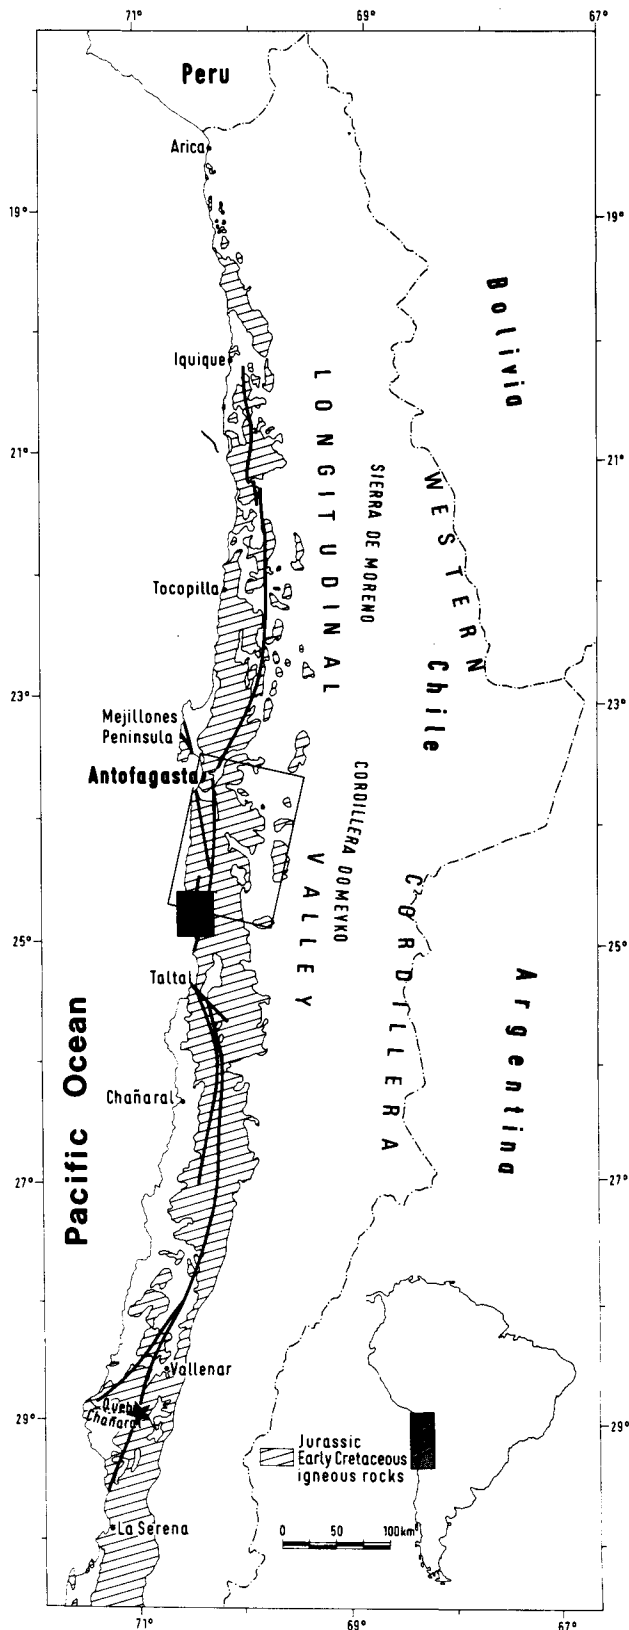 71°
69°
67°
Peru
Arica
19°
19°
Bolivia
Iquique
LONGITUDINAL
21°
21°
SIERRA DE MORENO
WESTERN
Tocopilla
Chile
23°
23°
Mejillones
Peninsula
Antofagasta
CORDILLERA DOMEYKO
VALLEY
CORDILLERA
25°
25°
Taltal
Argentina
Pacific Ocean
Chañaral
27°
27°
Vallenar
Queb
Chañaral
29°
29°
Jurassic
Early Cretaceous
igneous rocks
La Serena
0 50 100km
71°
69°
67°